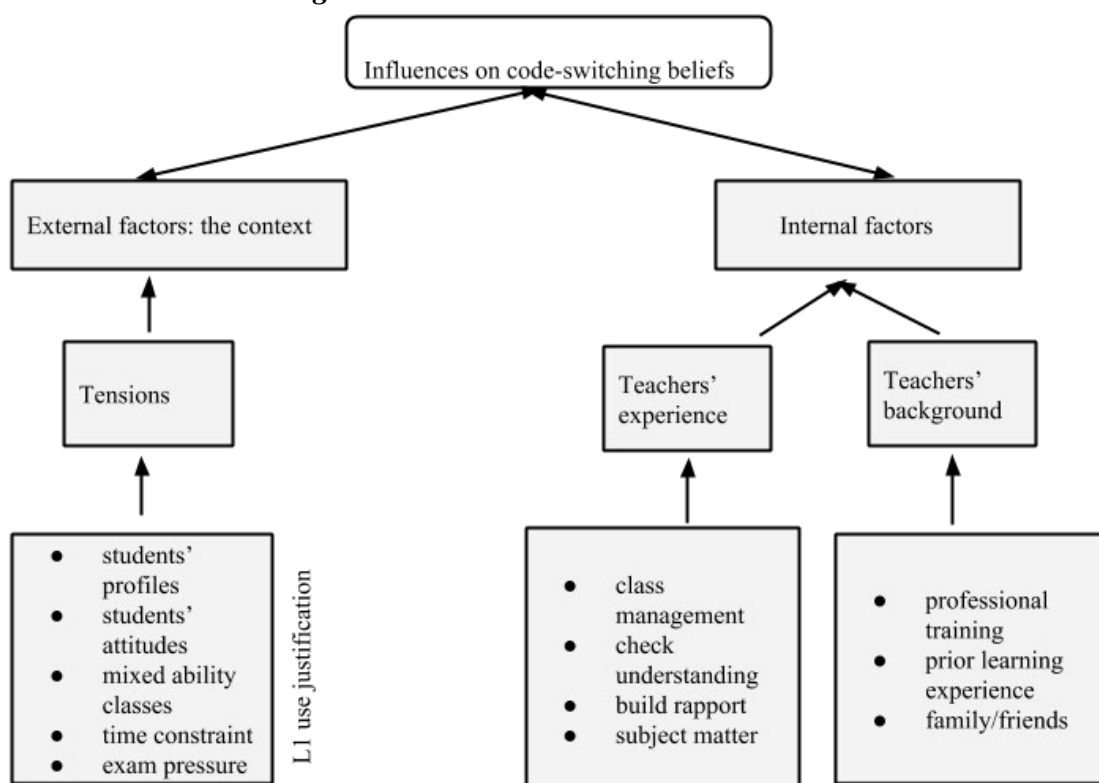 Influences on code-switching beliefs
External factors: the context
Internal factors
Tensions
Teachers'
experience
Teachers'
background
● students'
profiles
● students'
attitudes
● mixed ability
classes
● time constraint
● exam pressure
L1 use justification
● class
management
● check
understanding
● build rapport
● subject matter
● professional
training
● prior learning
experience
● family/friends